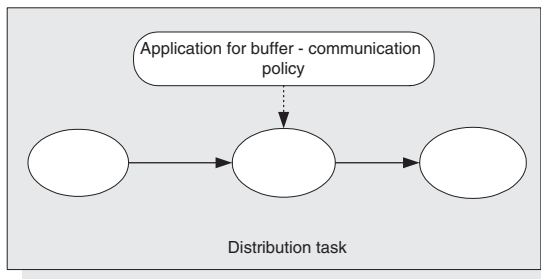 Application for buffer - communication
policy
Distribution task